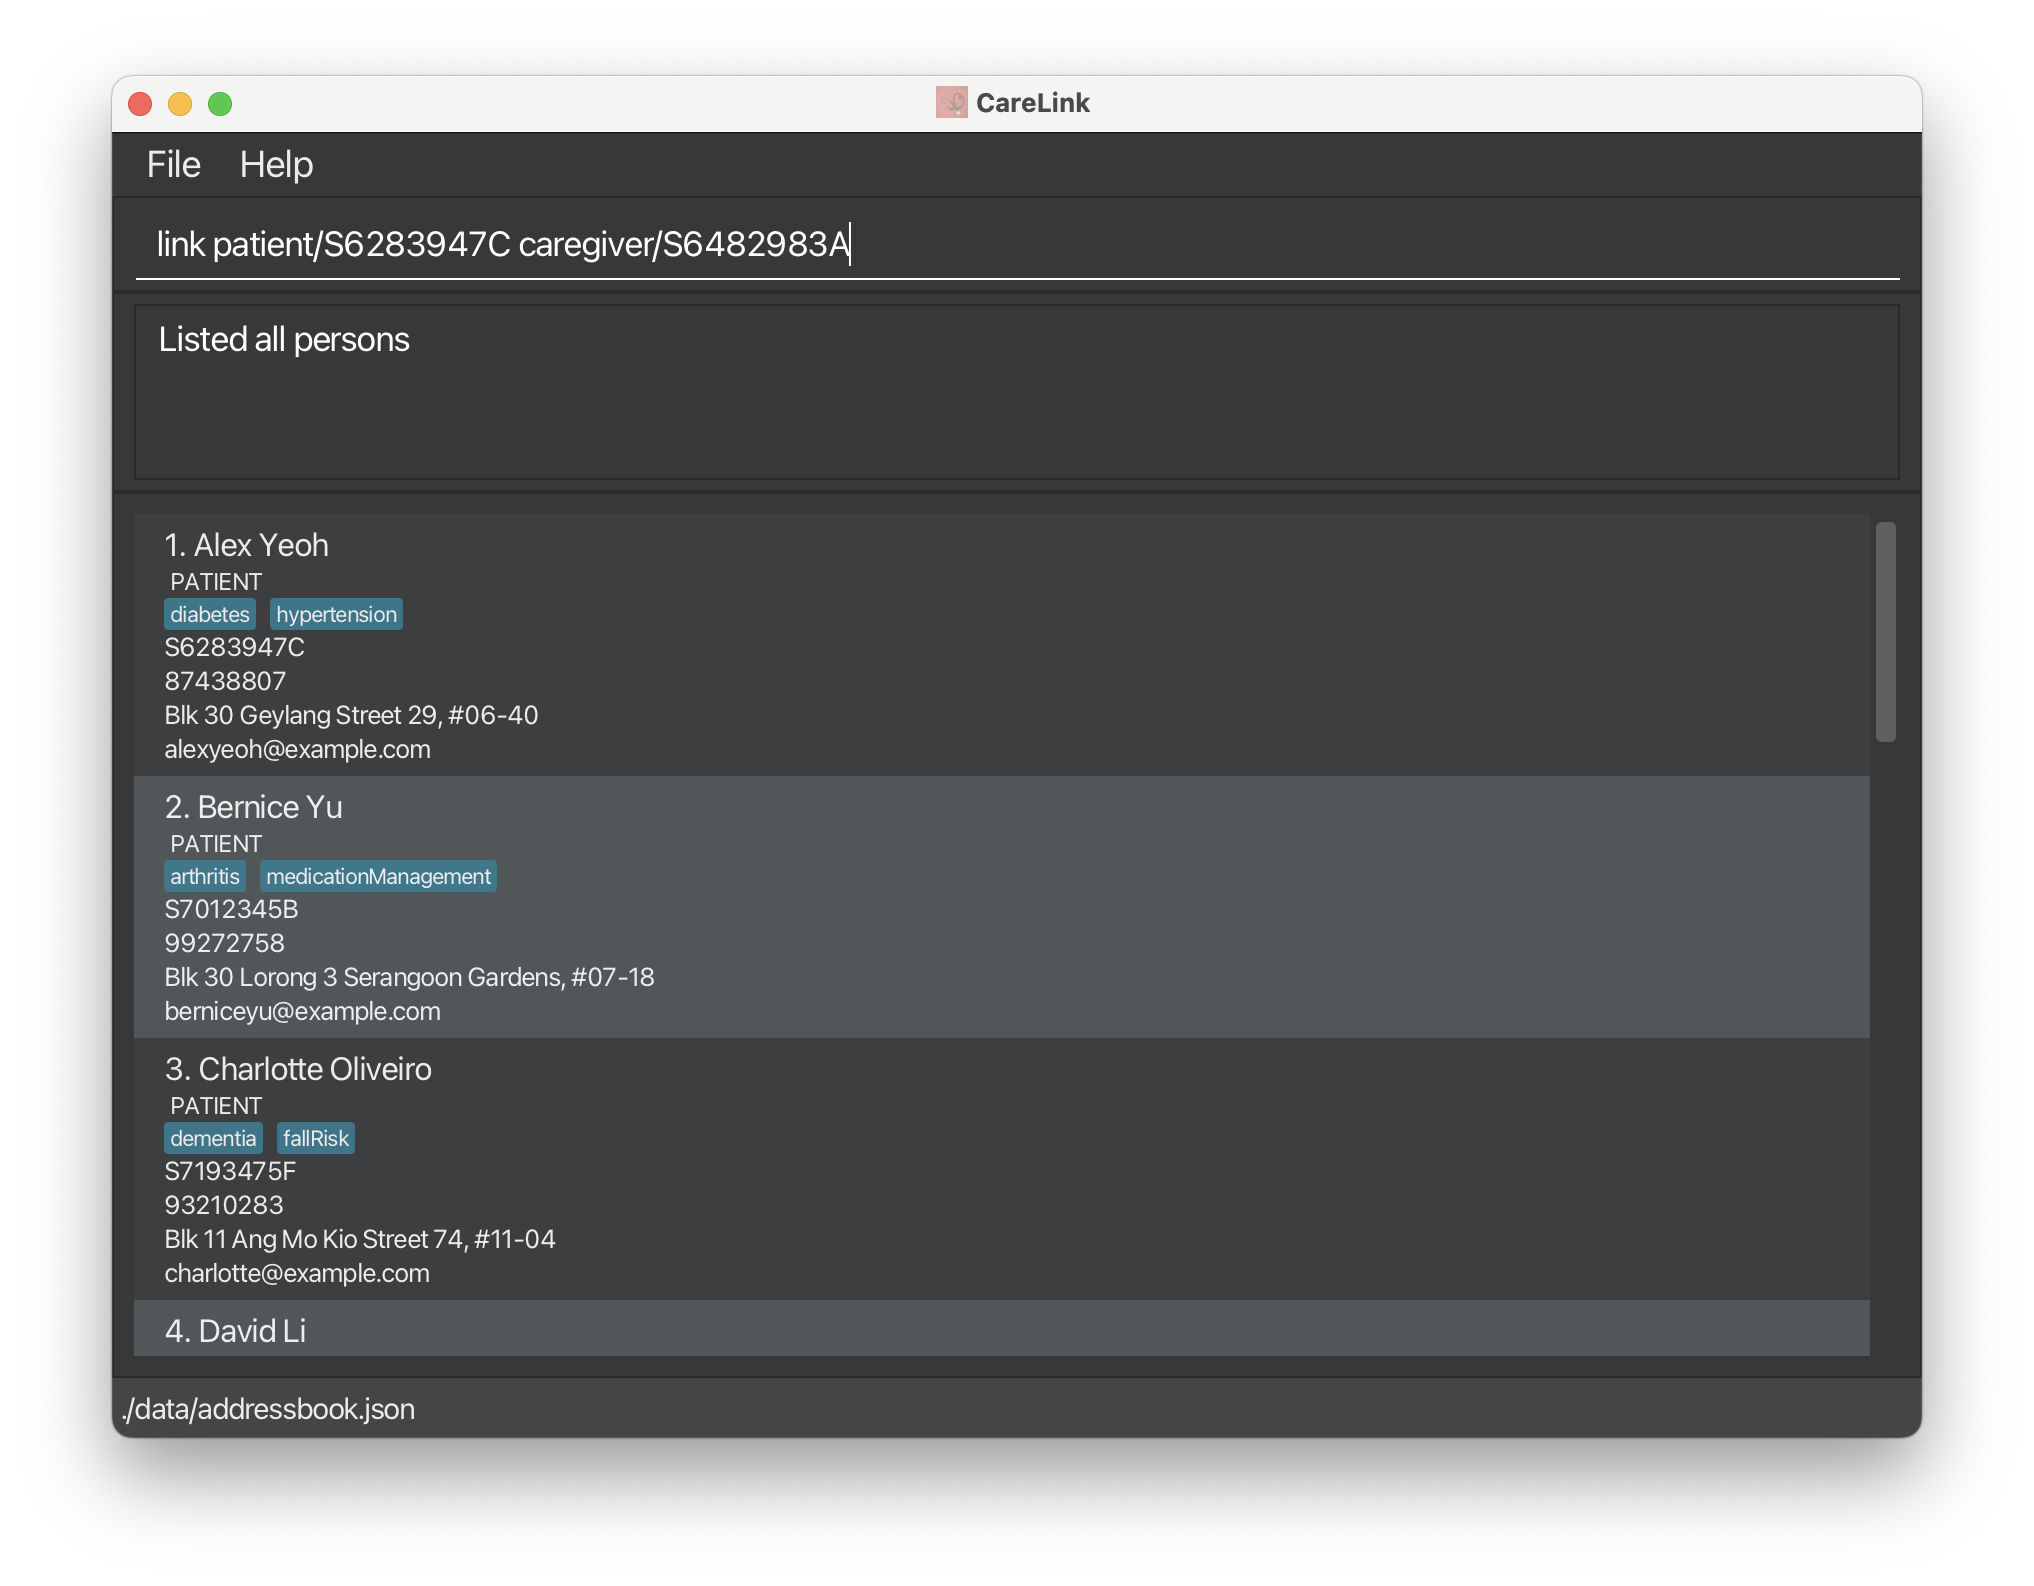 CareLink
File Help
link patient/S6283947C caregiver/S6482983A
Listed all persons
1. Alex Yeoh
PATIENT
diabetes hypertension
S6283947C
87438807
Blk 30 Geylang Street 29, #06-40
alexyeoh@example.com
2. Bernice Yu
PATIENT
arthritis medicationManagement
S7012345B
99272758
Blk 30 Lorong 3 Serangoon Gardens, #07-18
berniceyu@example.com
3. Charlotte Oliveiro
PATIENT
dementia fallRisk
S7193475F
93210283
Blk 11 Ang Mo Kio Street 74, #11-04
charlotte@example.com
4. David Li
./data/addressbook.json